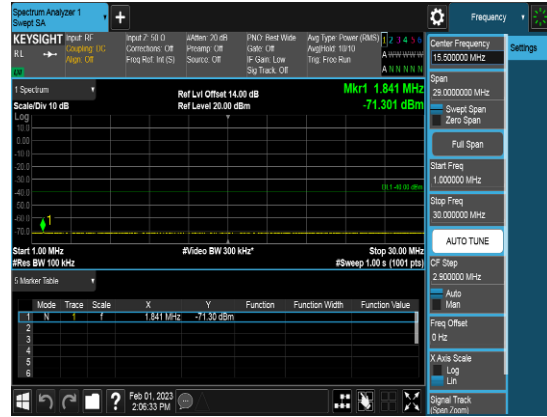 Spectrum Analyzer 1
Swept SA
Frequency
KEYSIGHT
RL
LM
Input: RF
Coupling: DC
Align: Off
Input Z: 50 Ω
Corrections: Off
Freq Ref: Int (S)
#Atten: 20 dB
Preamp: Off
Source: Off
PNO: Best Wide
Gate: Off
IF Gain: Low
Sig Track: Off
Avg Type: Power (RMS)
Avg|Hold: 10/10
Trig: Free Run
1 2 3 4 5 6
A W W W W W
A N N N N N
1 Spectrum
Scale/Div 10 dB
Ref Lvl Offset 14.00 dB
Ref Level 20.00 dBm
Mkr1 1.841 MHz
-71.301 dBm
Log
10.0
0.00
-10.0
-20.0
-30.0
-40.0
-50.0
-60.0
-70.0
DL1 -40.00 dBm
1
Start 1.00 MHz
#Res BW 100 kHz
#Video BW 300 kHz*
Stop 30.00 MHz
#Sweep 1.00 s (1001 pts)
5 Marker Table
Mode Trace Scale X Y Function Function Width Function Value
1 N 1 f 1.841 MHz -71.30 dBm
2
3
4
5
6
Feb 01, 2023
2:06:33 PM
Center Frequency
15.500000 MHz
Settings
Span
29.0000000 MHz
Swept Span
Zero Span
Full Span
Start Freq
1.000000 MHz
Stop Freq
30.000000 MHz
AUTO TUNE
CF Step
2.900000 MHz
Auto
Man
Freq Offset
0 Hz
X Axis Scale
Log
Lin
Signal Track
(Span Zoom)